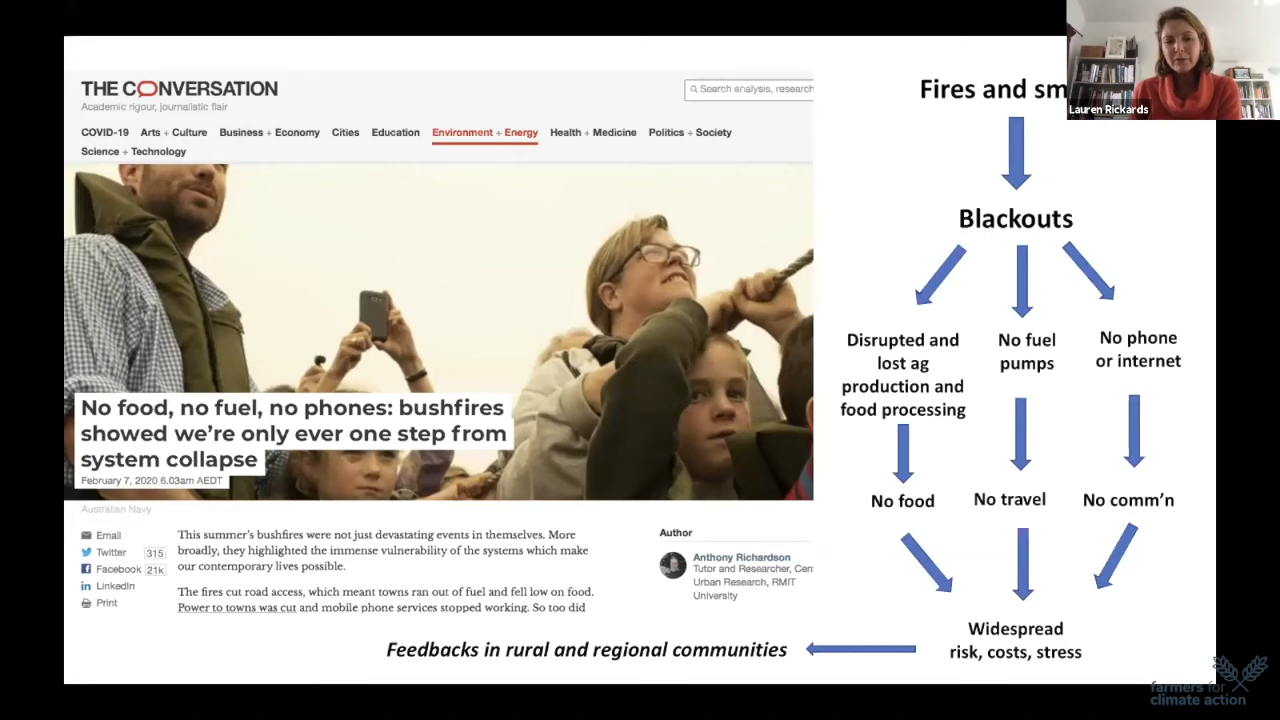 THE CONVERSATION
Academic rigour, journalistic flair
Search analysis, research
COVID-19 Arts + Culture Business + Economy Cities Education Environment + Energy Health + Medicine Politics + Society
Science + Technology
No food, no fuel, no phones: bushfires
showed we're only ever one step from
system collapse
February 7, 2020 6.03am AEDT
Australian Navy
Email
Twitter 315
Facebook 21k
LinkedIn
Print
This summer's bushfires were not just devastating events in themselves. More
broadly, they highlighted the immense vulnerability of the systems which make
our contemporary lives possible.
The fires cut road access, which meant towns ran out of fuel and fell low on food.
Power to towns was cut and mobile phone services stopped working. So too did
Author
Anthony Richardson
Tutor and Researcher, Cen
Urban Research, RMIT
University
Fires and sm
Lauren Rickards
Blackouts
Disrupted and
lost ag
production and
food processing
No fuel
pumps
No phone
or internet
No food
No travel
No comm'n
Widespread
risk, costs, stress
Feedbacks in rural and regional communities
farmers for
climate action